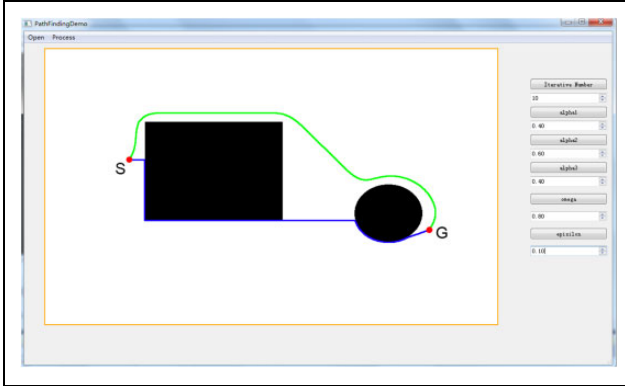 PathFindingDemo
Open Process
Iterative Number
10
alpha1
0.40
alpha2
0.60
alpha3
0.40
omega
0.80
epsilon
0.10
S
G